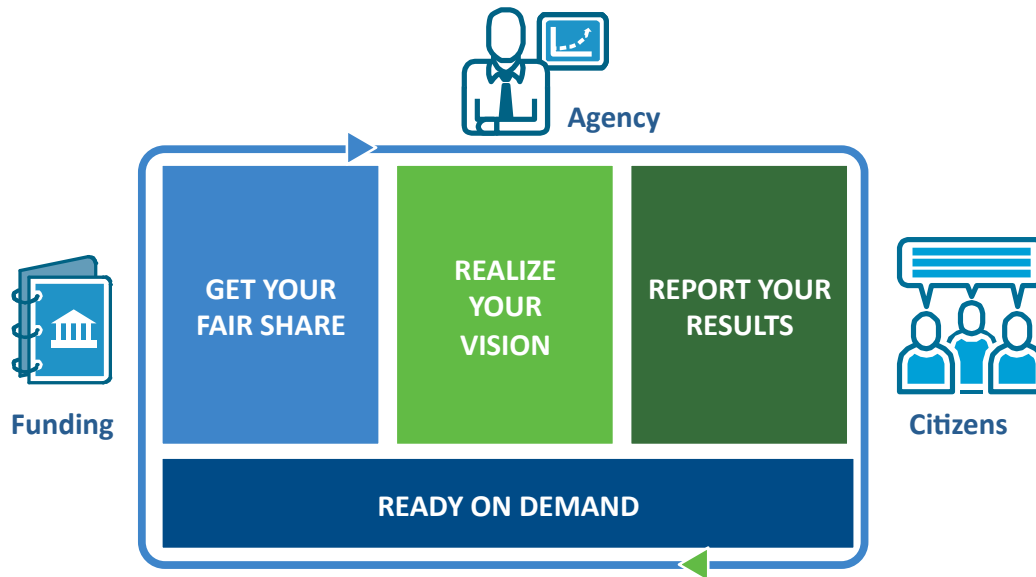 Agency
GET YOUR
FAIR SHARE
REALIZE
YOUR
VISION
REPORT YOUR
RESULTS
Funding
Citizens
READY ON DEMAND